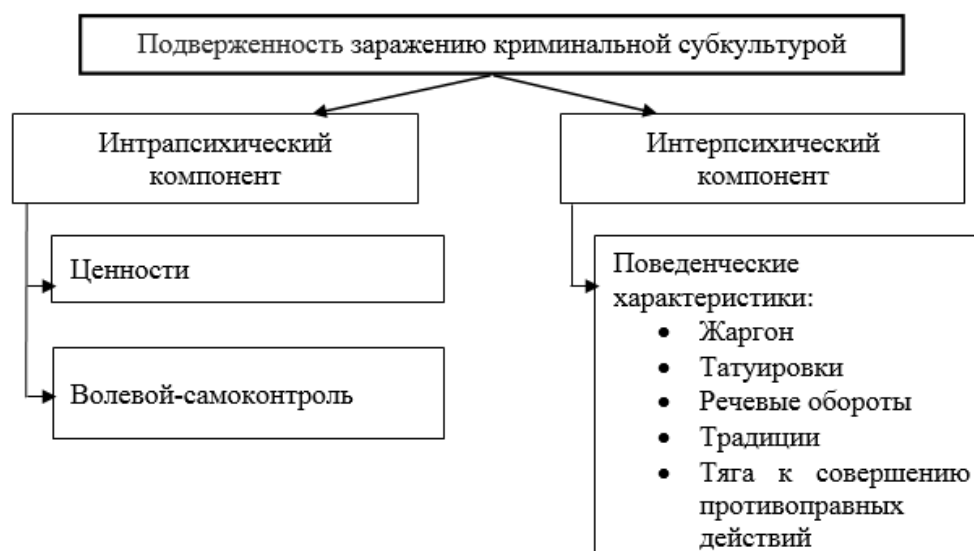 Подверженность заражению криминальной субкультурой
Интрапсихический
компонент
Интерпсихический
компонент
Ценности
Волевой-самоконтроль
Поведенческие
характеристики:
• Жаргон
• Татуировки
• Речевые обороты
• Традиции
• Тяга к совершению
противоправных
действий